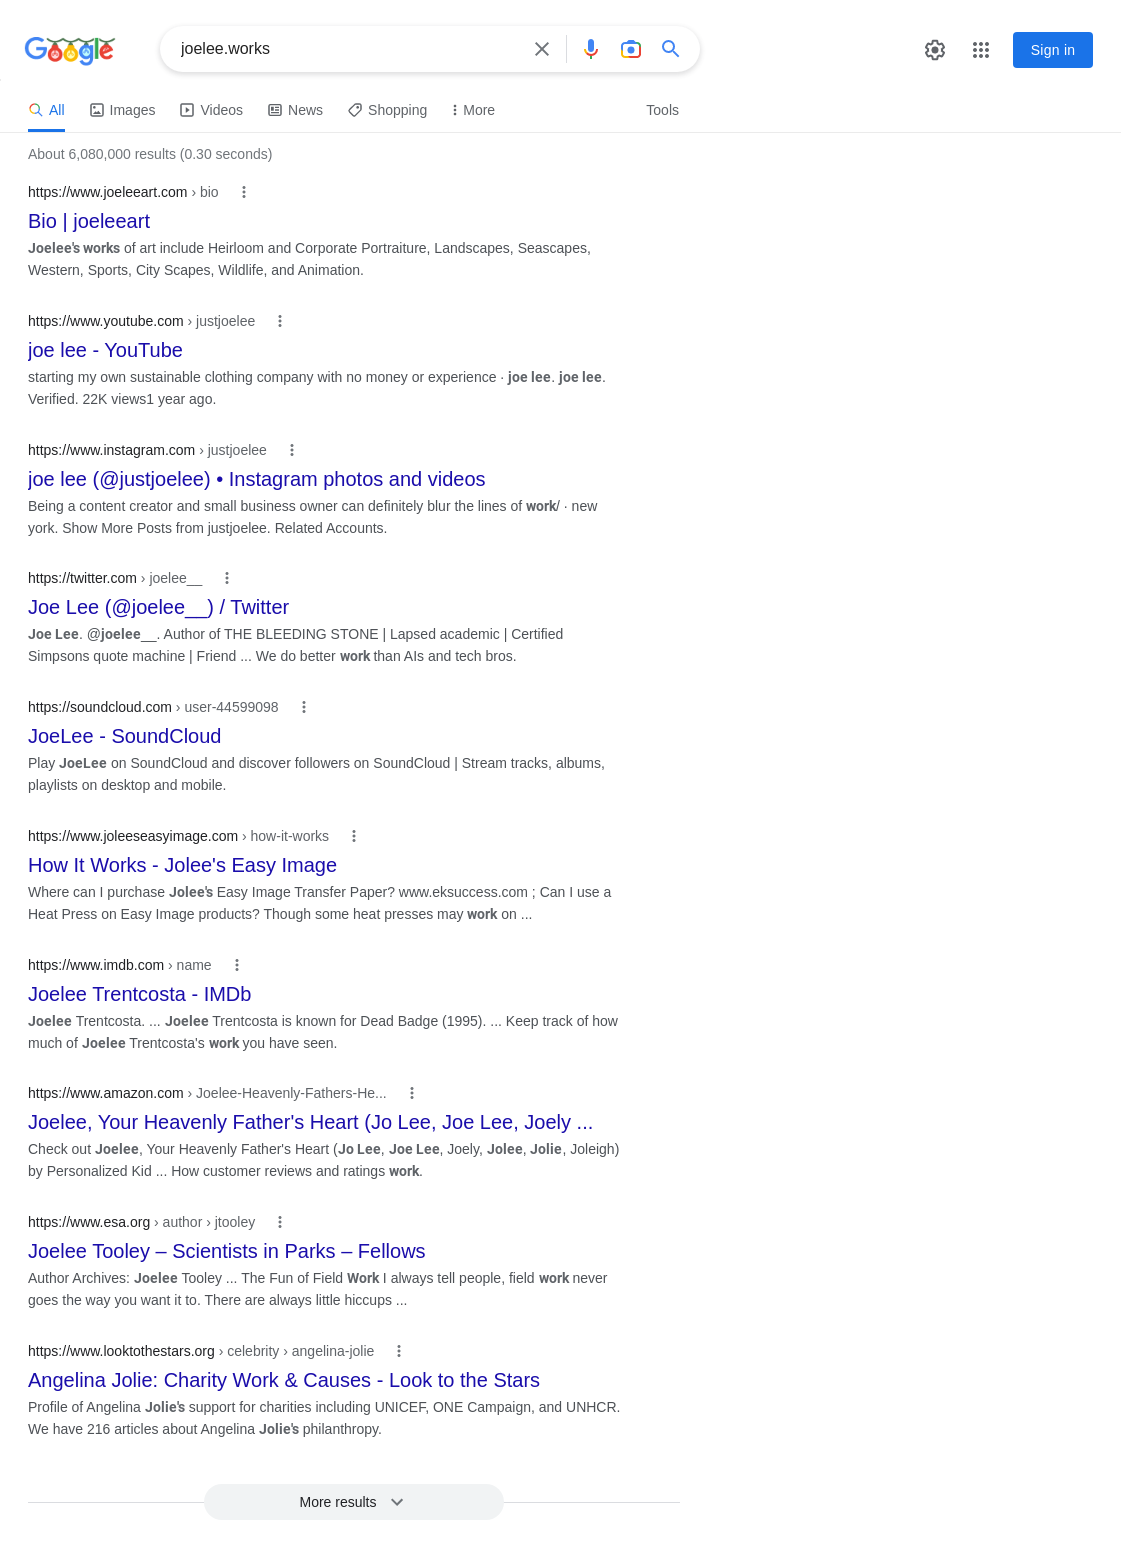 Google
joelee.works
Sign in
All Images Videos News Shopping More Tools
About 6,080,000 results (0.30 seconds)
https://www.joeleeart.com › bio
Bio | joeleeart
Joelee's works of art include Heirloom and Corporate Portraiture, Landscapes, Seascapes,
Western, Sports, City Scapes, Wildlife, and Animation.
https://www.youtube.com › justjoelee
joe lee - YouTube
starting my own sustainable clothing company with no money or experience · joe lee. joe lee.
Verified. 22K views1 year ago.
https://www.instagram.com › justjoelee
joe lee (@justjoelee) • Instagram photos and videos
Being a content creator and small business owner can definitely blur the lines of work/ · new
york. Show More Posts from justjoelee. Related Accounts.
https://twitter.com › joelee__
Joe Lee (@joelee__) / Twitter
Joe Lee. @joelee__. Author of THE BLEEDING STONE | Lapsed academic | Certified
Simpsons quote machine | Friend ... We do better work than AIs and tech bros.
https://soundcloud.com › user-44599098
JoeLee - SoundCloud
Play JoeLee on SoundCloud and discover followers on SoundCloud | Stream tracks, albums,
playlists on desktop and mobile.
https://www.joleeseasyimage.com › how-it-works
How It Works - Jolee's Easy Image
Where can I purchase Jolee's Easy Image Transfer Paper? www.eksuccess.com ; Can I use a
Heat Press on Easy Image products? Though some heat presses may work on ...
https://www.imdb.com › name
Joelee Trentcosta - IMDb
Joelee Trentcosta. ... Joelee Trentcosta is known for Dead Badge (1995). ... Keep track of how
much of Joelee Trentcosta's work you have seen.
https://www.amazon.com › Joelee-Heavenly-Fathers-He...
Joelee, Your Heavenly Father's Heart (Jo Lee, Joe Lee, Joely ...
Check out Joelee, Your Heavenly Father's Heart (Jo Lee, Joe Lee, Joely, Jolee, Jolie, Joleigh)
by Personalized Kid ... How customer reviews and ratings work.
https://www.esa.org › author › jtooley
Joelee Tooley – Scientists in Parks – Fellows
Author Archives: Joelee Tooley ... The Fun of Field Work I always tell people, field work never
goes the way you want it to. There are always little hiccups ...
https://www.looktothestars.org › celebrity › angelina-jolie
Angelina Jolie: Charity Work & Causes - Look to the Stars
Profile of Angelina Jolie's support for charities including UNICEF, ONE Campaign, and UNHCR.
We have 216 articles about Angelina Jolie's philanthropy.
More results